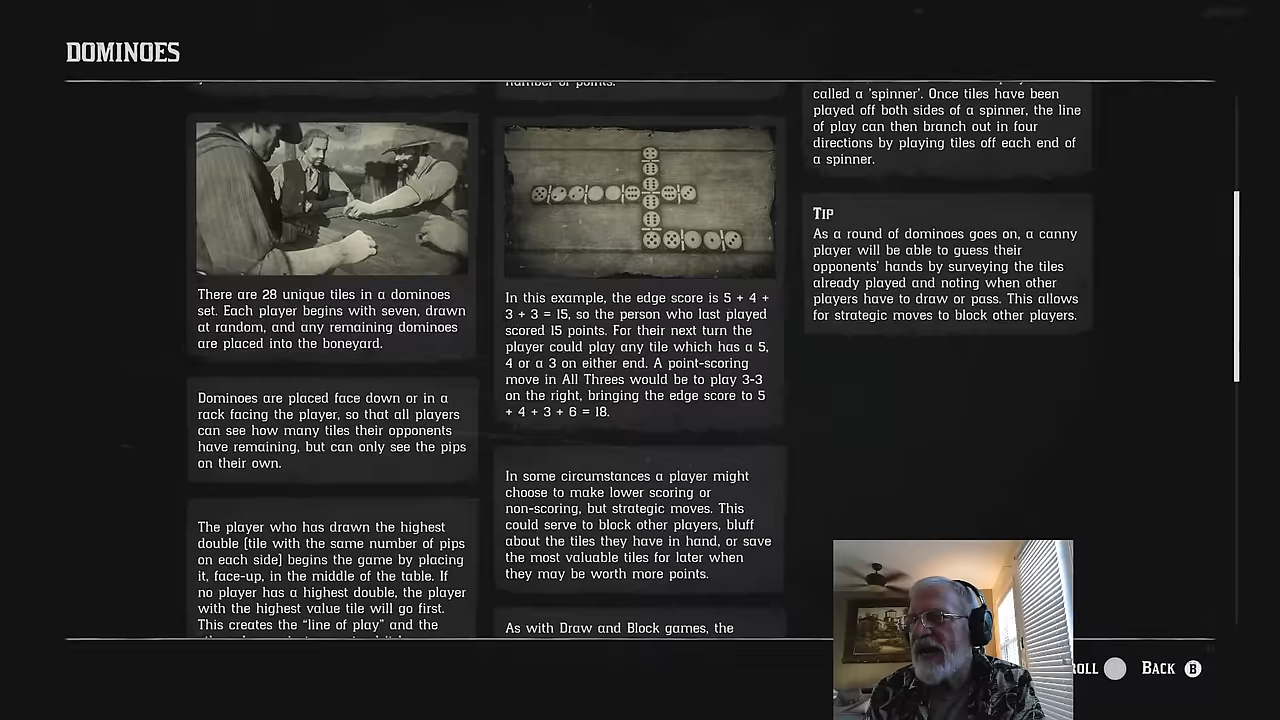 DOMINOES
There are 28 unique tiles in a dominoes
set. Each player begins with seven, drawn
at random, and any remaining dominoes
are placed into the boneyard.
Dominoes are placed face down or in a
rack facing the player, so that all players
can see how many tiles their opponents
have remaining, but can only see the pips
on their own.
The player who has drawn the highest
double [tile with the same number of pips
on each side] begins the game by placing
it, face-up, in the middle of the table. If
no player has a highest double, the player
with the highest value tile will go first.
This creates the “line of play” and the
number of points.
In this example, the edge score is 5 + 4 +
3 + 3 = 15, so the person who last played
scored 15 points. For their next turn the
player could play any tile which has a 5,
4 or a 3 on either end. A point-scoring
move in All Threes would be to play 3-3
on the right, bringing the edge score to 5
+ 4 + 3 + 6 = 18.
In some circumstances a player might
choose to make lower scoring or
non-scoring, but strategic moves. This
could serve to block other players, bluff
about the tiles they have in hand, or save
the most valuable tiles for later when
they may be worth more points.
As with Draw and Block games, the
called a 'spinner'. Once tiles have been
played off both sides of a spinner, the line
of play can then branch out in four
directions by playing tiles off each end of
a spinner.
TIP
As a round of dominoes goes on, a canny
player will be able to guess their
opponents' hands by surveying the tiles
already played and noting when other
players have to draw or pass. This allows
for strategic moves to block other players.
ROLL
BACK B